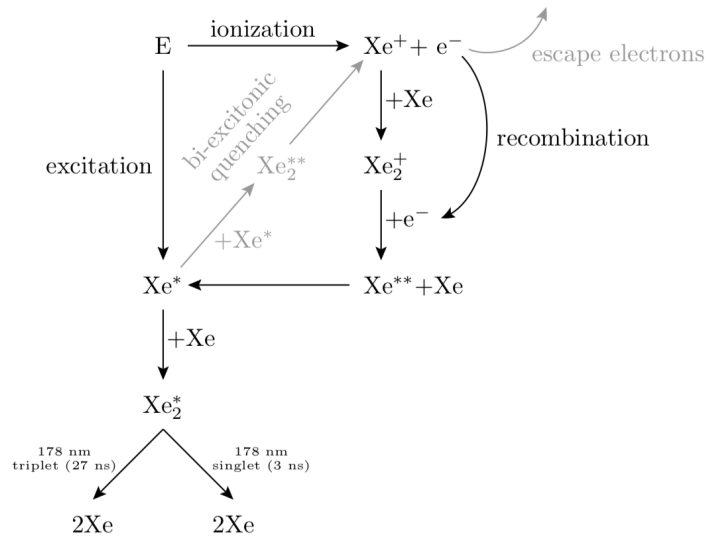 E
ionization
Xe⁺ + e⁻
escape electrons
+Xe
bi-excitonic
quenching
excitation
Xe₂**
Xe₂⁺
recombination
+e⁻
+Xe*
Xe*
Xe** +Xe
+Xe
Xe₂*
178 nm
triplet (27 ns)
178 nm
singlet (3 ns)
2Xe
2Xe